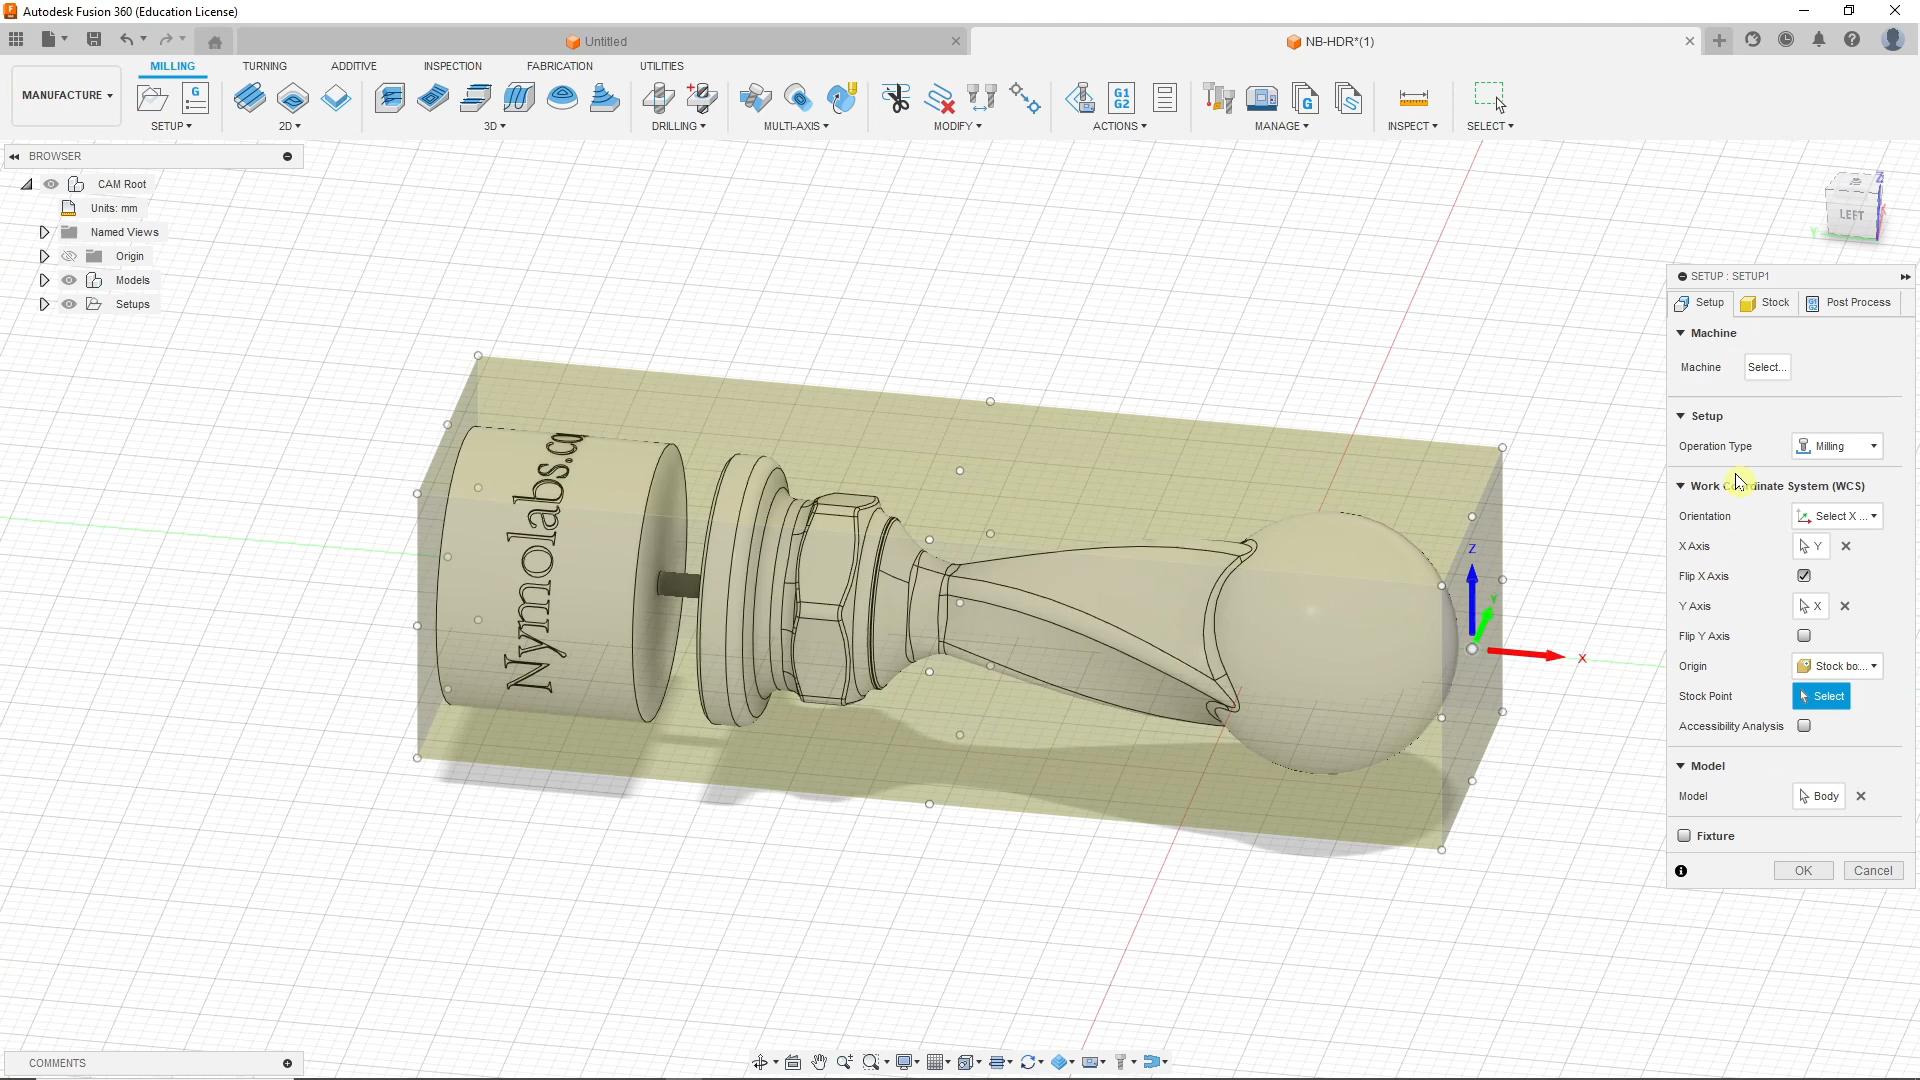 Autodesk Fusion 360 (Education License)
Untitled
NB-HDR*(1)
MILLING TURNING ADDITIVE INSPECTION FABRICATION UTILITIES
MANUFACTURE
SETUP 2D 3D DRILLING MULTI-AXIS MODIFY ACTIONS MANAGE INSPECT SELECT
BROWSER
CAM Root
Units: mm
Named Views
Origin
Models
Setups
Nymolabs.c
Z
Y
X
LEFT
Z
Y
SETUP : SETUP1
Setup Stock Post Process
Machine
Machine Select...
Setup
Operation Type Milling
Work Coordinate System (WCS)
Orientation Select X ...
X Axis Y
Flip X Axis
Y Axis X
Flip Y Axis
Origin Stock bo...
Stock Point Select
Accessibility Analysis
Model
Model Body
Fixture
OK Cancel
COMMENTS